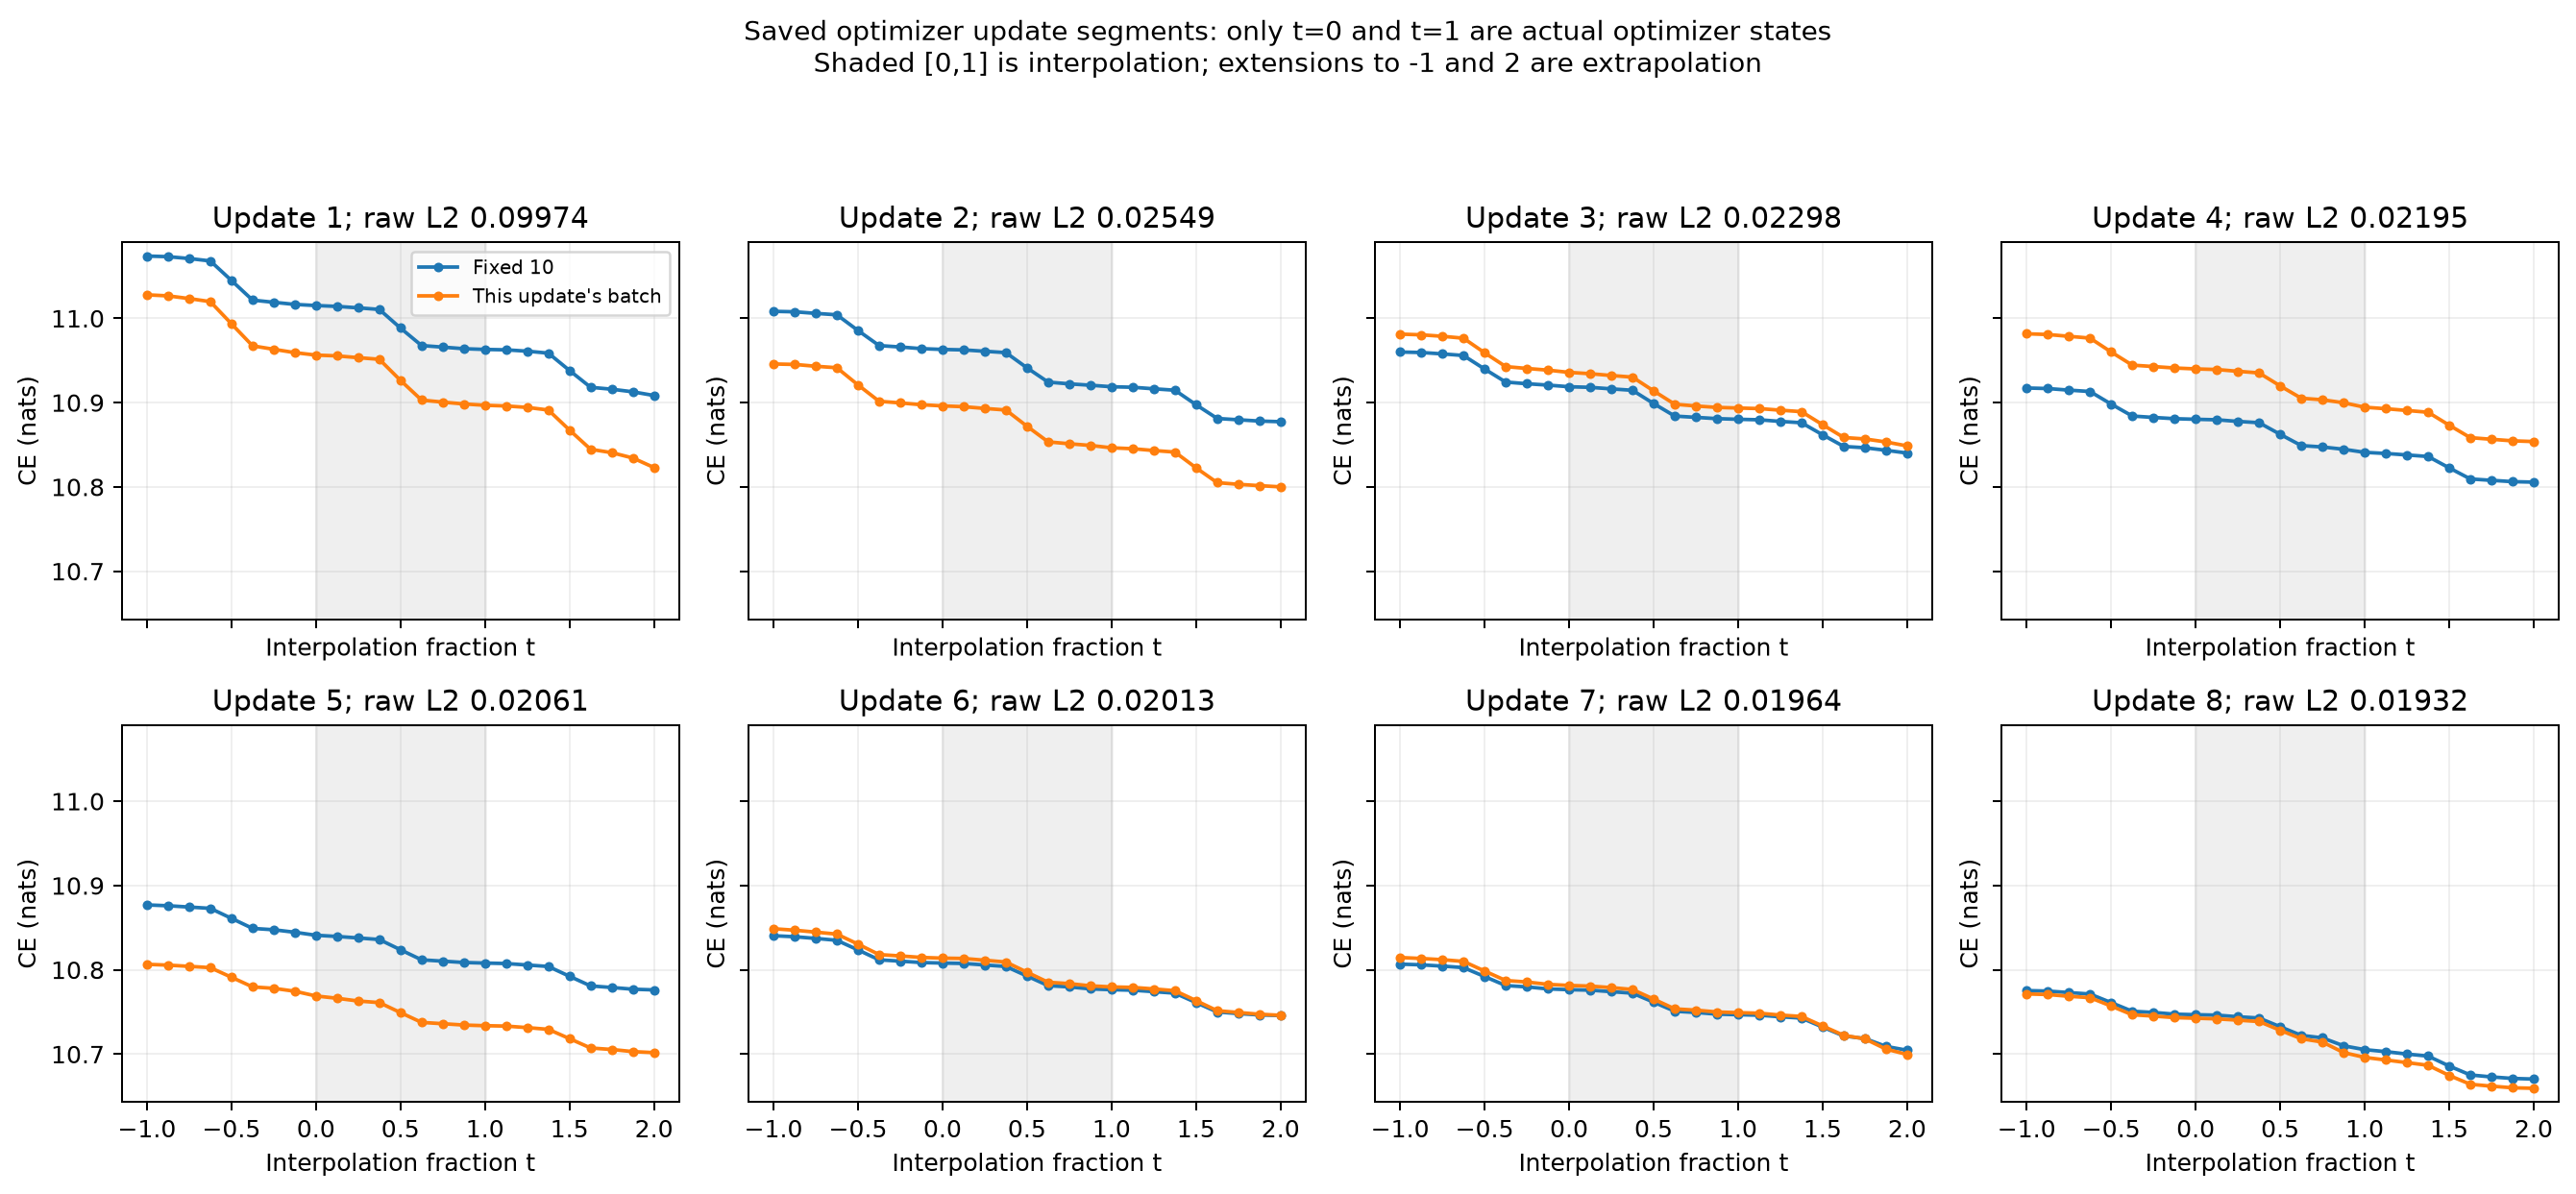 Saved optimizer update segments: only t=0 and t=1 are actual optimizer states
Shaded [0,1] is interpolation; extensions to -1 and 2 are extrapolation
Update 1; raw L2 0.09974
Update 2; raw L2 0.02549
Update 3; raw L2 0.02298
Update 4; raw L2 0.02195
Fixed 10
This update's batch
CE (nats)
11.0
10.9
10.8
10.7
Interpolation fraction t
CE (nats)
Interpolation fraction t
CE (nats)
Interpolation fraction t
CE (nats)
Interpolation fraction t
Update 5; raw L2 0.02061
Update 6; raw L2 0.02013
Update 7; raw L2 0.01964
Update 8; raw L2 0.01932
CE (nats)
11.0
10.9
10.8
10.7
−1.0 −0.5 0.0 0.5 1.0 1.5 2.0
Interpolation fraction t
CE (nats)
−1.0 −0.5 0.0 0.5 1.0 1.5 2.0
Interpolation fraction t
CE (nats)
−1.0 −0.5 0.0 0.5 1.0 1.5 2.0
Interpolation fraction t
CE (nats)
−1.0 −0.5 0.0 0.5 1.0 1.5 2.0
Interpolation fraction t